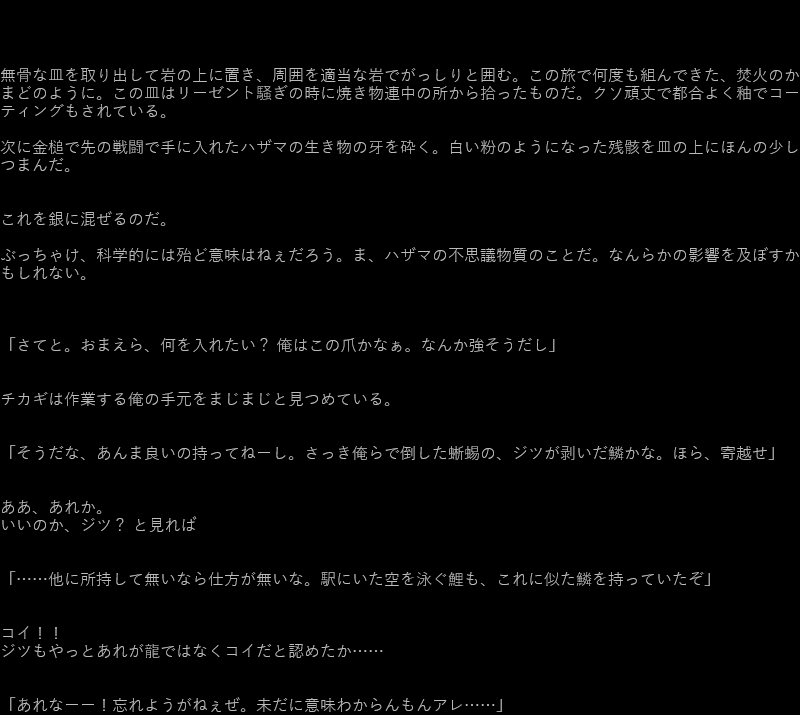 無骨な皿を取り出して岩の上に置き、周囲を適当な岩でがっしりと囲む。この旅で何度も組んできた、焚火のか
まどのように。この皿はリーゼント騒ぎの時に焼き物連中の所から拾ったものだ。クソ頑丈で都合よく釉でコー
ティングもされている。
次に金槌で先の戦闘で手に入れたハザマの生き物の牙を砕く。白い粉のようになった残骸を皿の上にほんの少し
つまんだ。
これを銀に混ぜるのだ。
ぶっちゃけ、科学的には殆ど意味はねぇだろう。ま、ハザマの不思議物質のことだ。なんらかの影響を及ぼすか
もしれない。
「さてと。おまえら、何を入れたい？ 俺はこの爪かなぁ。なんか強そうだし」
チカギは作業する俺の手元をまじまじと見つめている。
「そうだな、あんま良いの持ってねーし。さっき俺らで倒した蜥蜴の、ジツが剥いだ鱗かな。ほら、寄越せ」
ああ、あれか。
いいのか、ジツ？ と見れば
「……他に所持して無いなら仕方が無いな。駅にいた空を泳ぐ鯉も、これに似た鱗を持っていたぞ」
コイ！！
ジツもやっとあれが龍ではなくコイだと認めたか……
「あれなーー！忘れようがねぇぜ。未だに意味わからんもんアレ……」